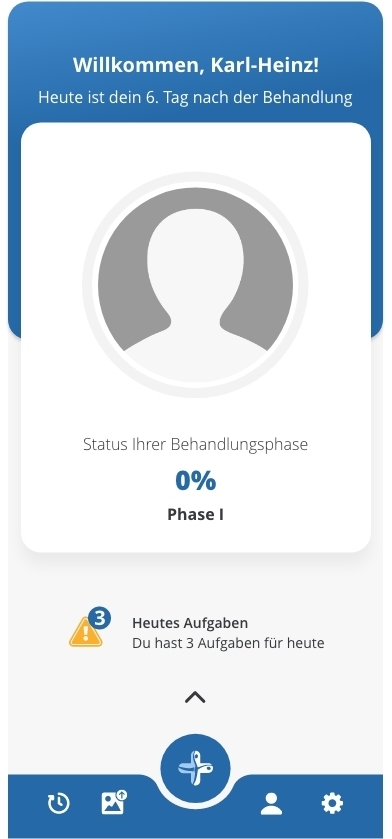 Willkommen, Karl-Heinz!
Heute ist dein 6. Tag nach der Behandlung
Status Ihrer Behandlungsphase
0%
Phase I
3
Heutes Aufgaben
Du hast 3 Aufgaben für heute